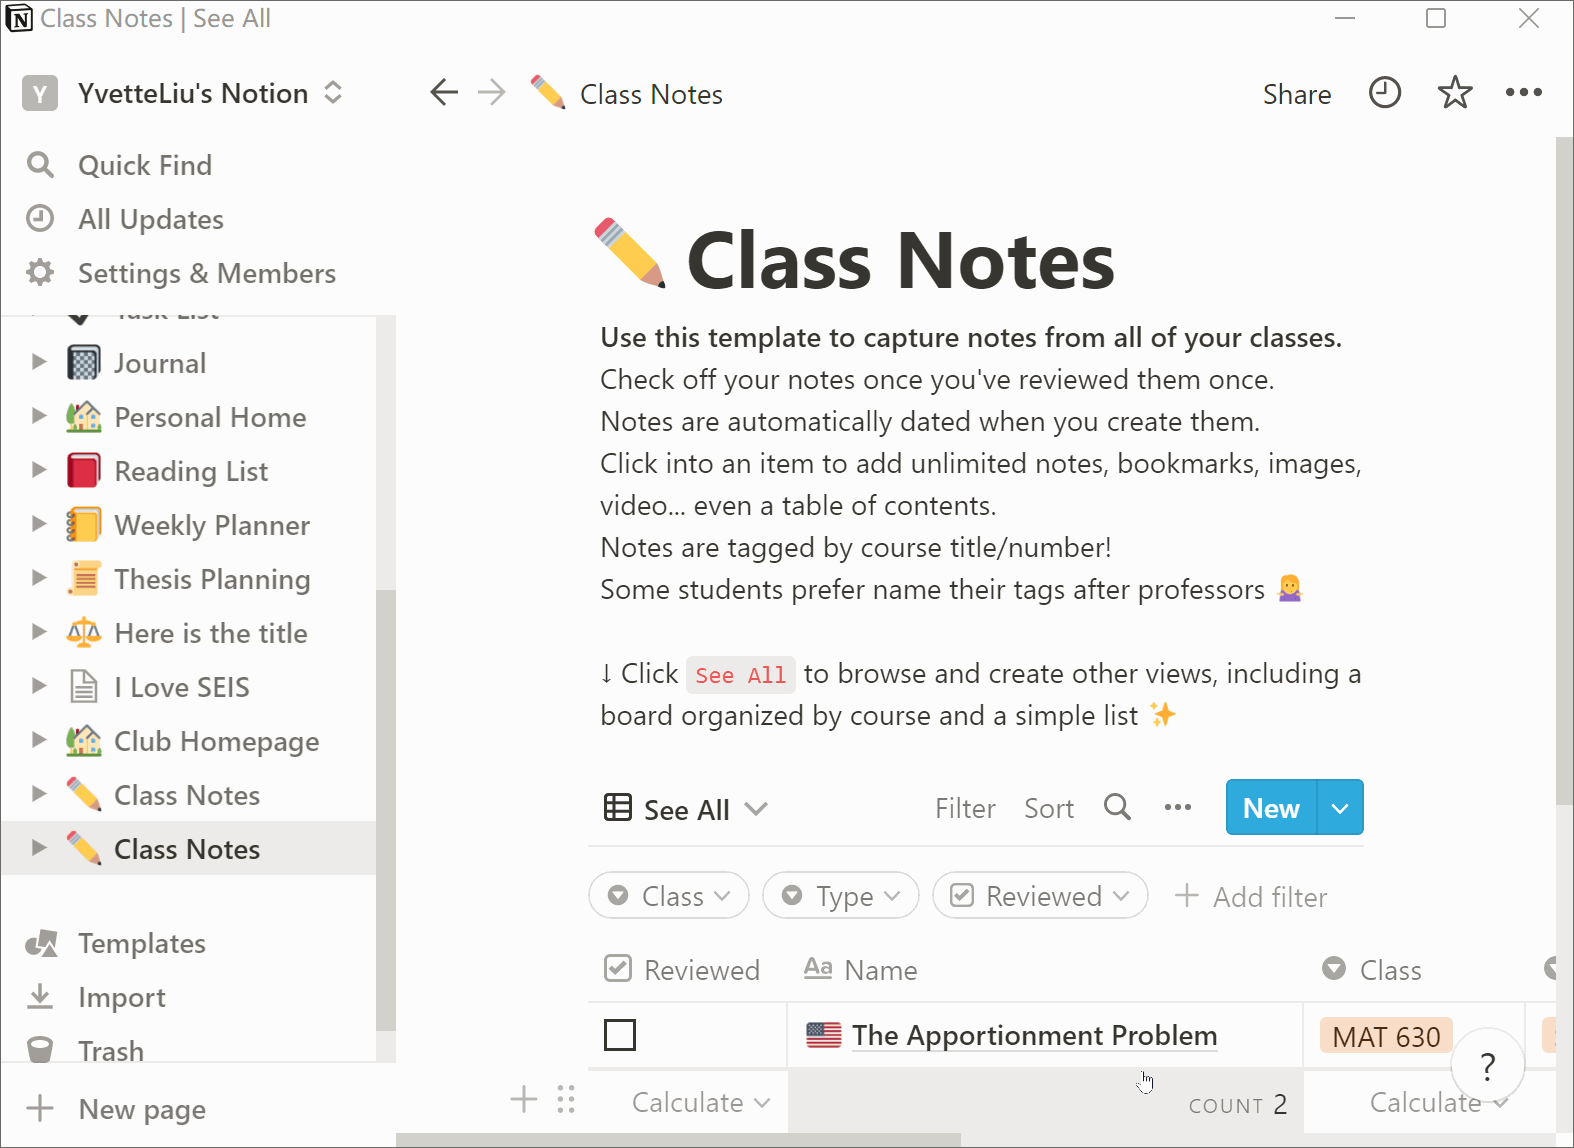 Class Notes | See All
Y YvetteLiu's Notion
Class Notes
Share
Quick Find
All Updates
Settings & Members
Task List
Journal
Personal Home
Reading List
Weekly Planner
Thesis Planning
Here is the title
I Love SEIS
Club Homepage
Class Notes
Class Notes
Templates
Import
Trash
New page
Class Notes
Use this template to capture notes from all of your classes.
Check off your notes once you've reviewed them once.
Notes are automatically dated when you create them.
Click into an item to add unlimited notes, bookmarks, images,
video... even a table of contents.
Notes are tagged by course title/number!
Some students prefer name their tags after professors
↓ Click See All to browse and create other views, including a
board organized by course and a simple list
See All
Filter Sort
New
Class Type Reviewed + Add filter
Reviewed Aa Name Class
The Apportionment Problem MAT 630
Calculate COUNT 2 Calculate
?